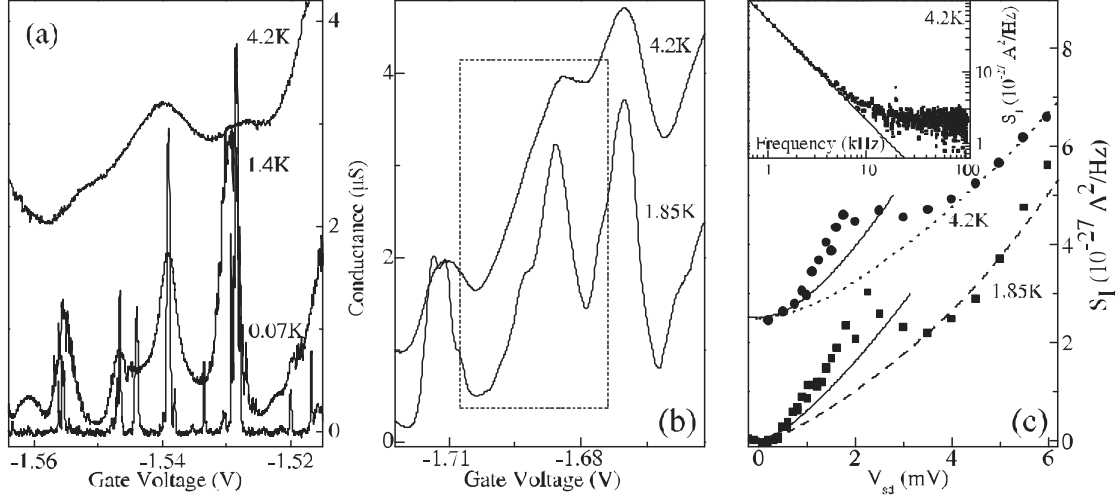 (a)
4.2K
1.4K
0.07K
4
2
0
-1.56
-1.54
-1.52
Gate Voltage (V)
Conductance (μS)
4
2
0
4.2K
1.85K
(b)
-1.71
-1.68
Gate Voltage (V)
4.2K
100
10
1
S_I (10^-27 A^2/Hz)
Frequency (kHz)
1
10
100
4.2K
1.85K
(c)
8
6
4
2
0
S_I (10^-27 A^2/Hz)
0
2
4
6
V_sd (mV)